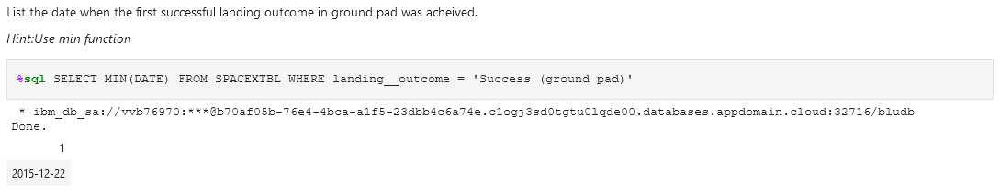 List the date when the first successful landing outcome in ground pad was acheived.
Hint:Use min function
%sql SELECT MIN(DATE) FROM SPACEXTBL WHERE landing__outcome = 'Success (ground pad)'
* ibm_db_sa://vvb76970:***@b70af05b-76e4-4bca-a1f5-23dbb4c6a74e.c1ogj3sd0tgtu0lqde00.databases.appdomain.cloud:32716/bludb
Done.
1
2015-12-22